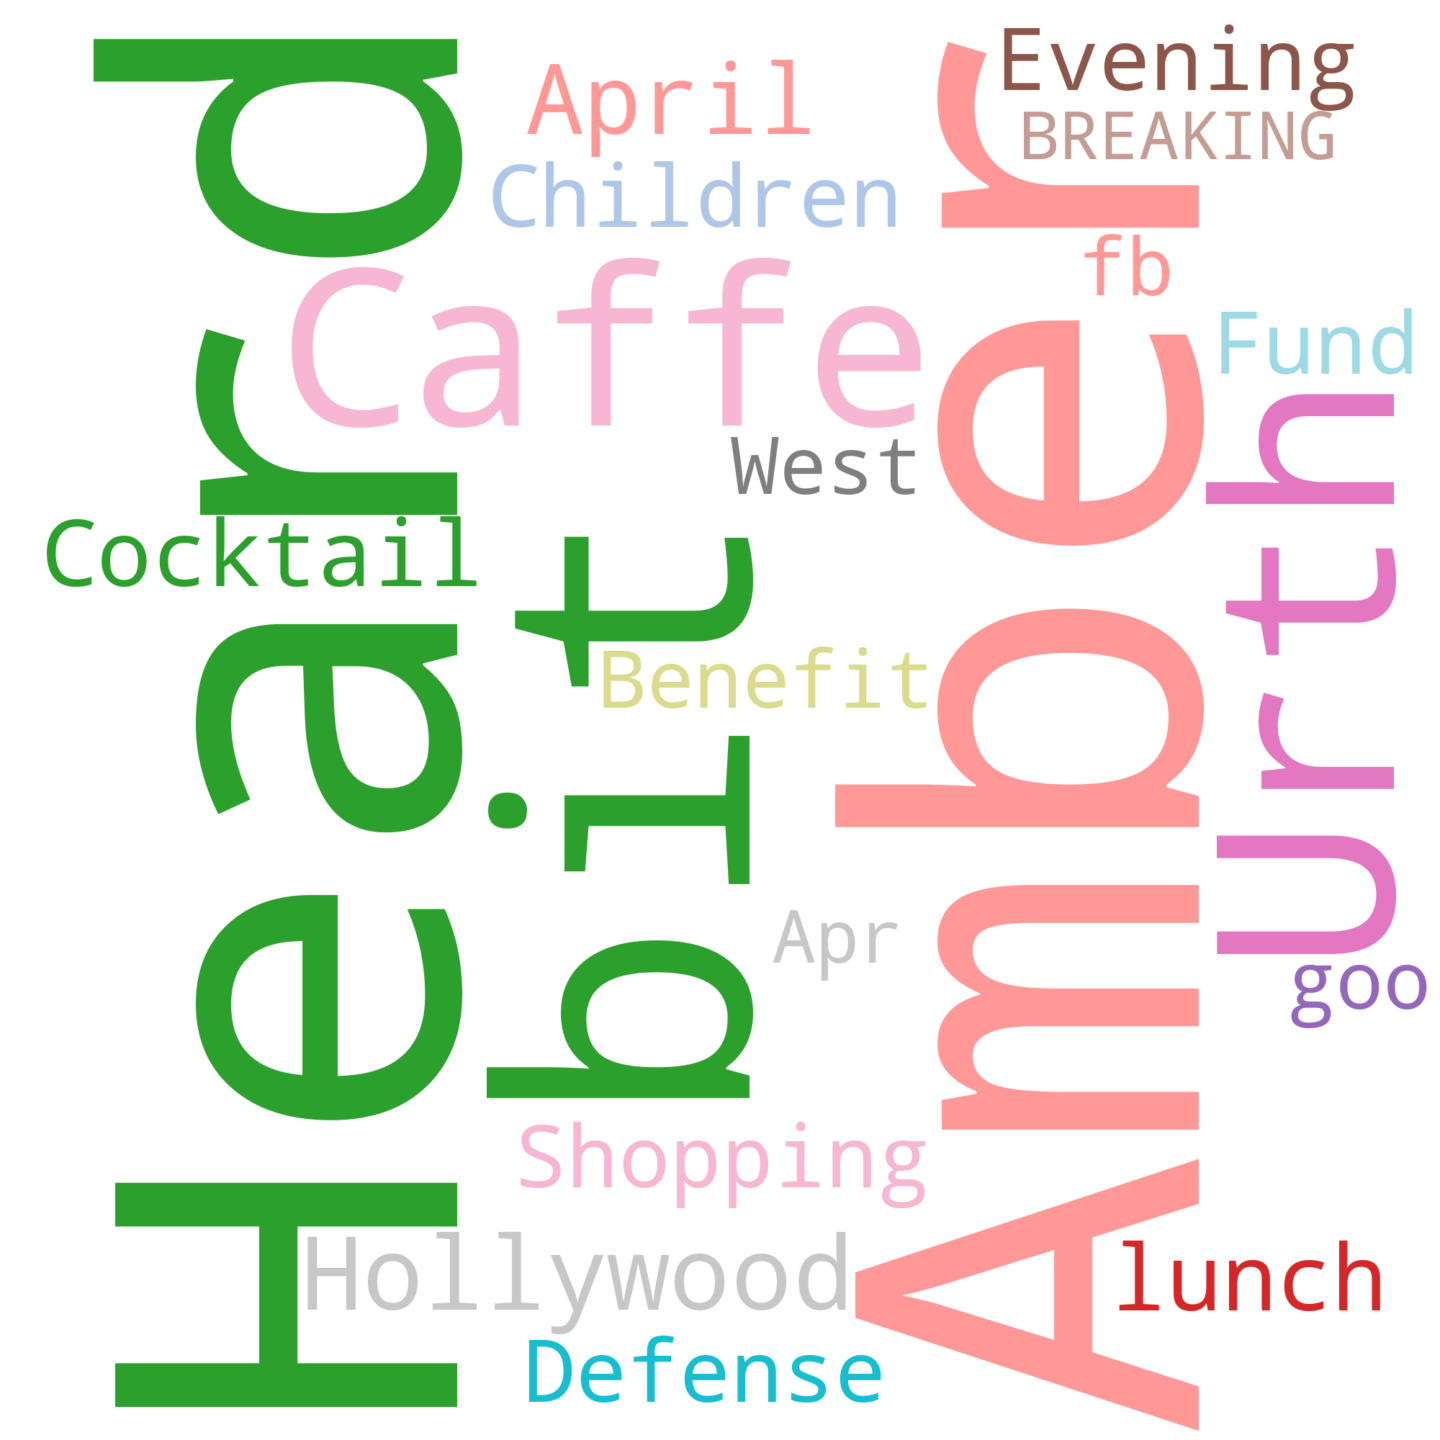 Heard
Amber
Caffe
bit
Urth
April
Children
Evening
BREAKING
fb
Fund
West
Cocktail
Benefit
Apr
goo
Shopping
Hollywood
lunch
Defense